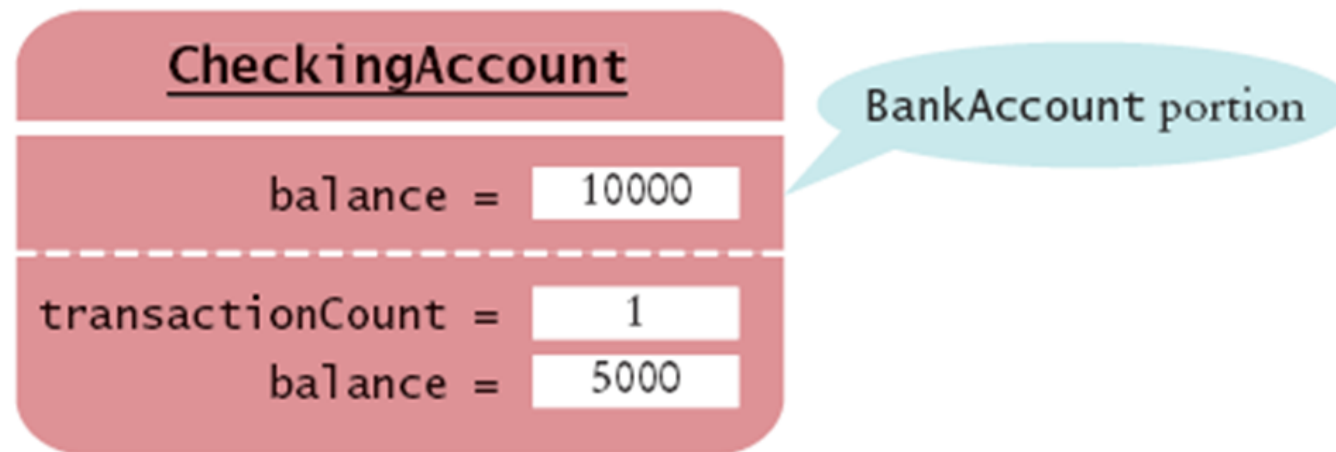 CheckingAccount
BankAccount portion
balance = 10000
transactionCount = 1
balance = 5000